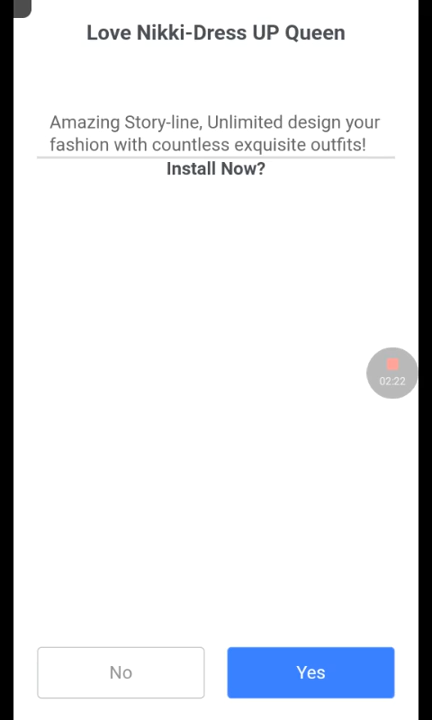 Love Nikki-Dress UP Queen
Amazing Story-line, Unlimited design your
fashion with countless exquisite outfits!
Install Now?
02:22
No
Yes